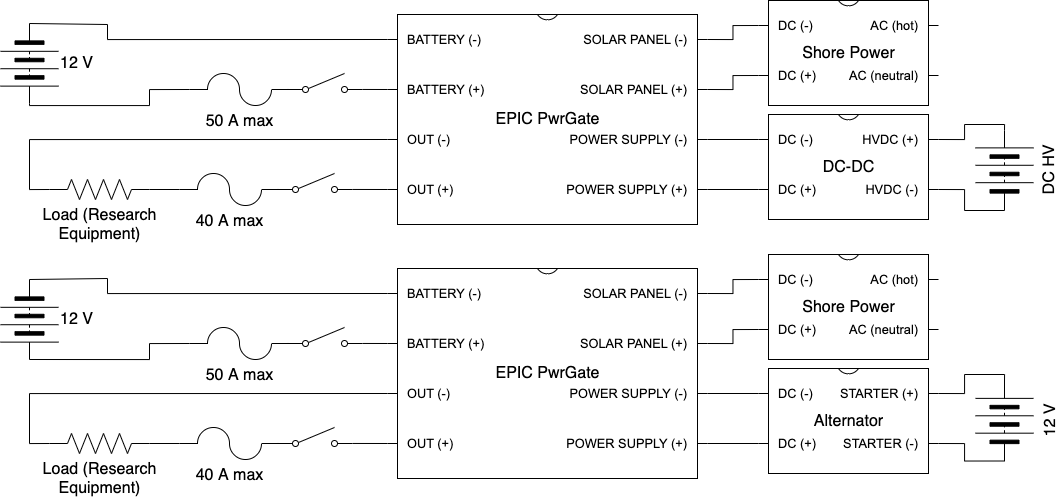 BATTERY (-)
SOLAR PANEL (-)
DC (-)
AC (hot)
12 V
Shore Power
BATTERY (+)
SOLAR PANEL (+)
DC (+)
AC (neutral)
50 A max
EPIC PwrGate
OUT (-)
POWER SUPPLY (-)
DC (-)
HVDC (+)
DC-DC
DC HV
OUT (+)
POWER SUPPLY (+)
DC (+)
HVDC (-)
Load (Research
Equipment)
40 A max
BATTERY (-)
SOLAR PANEL (-)
DC (-)
AC (hot)
12 V
Shore Power
BATTERY (+)
SOLAR PANEL (+)
DC (+)
AC (neutral)
50 A max
EPIC PwrGate
OUT (-)
POWER SUPPLY (-)
DC (-)
STARTER (+)
Alternator
12 V
OUT (+)
POWER SUPPLY (+)
DC (+)
STARTER (-)
Load (Research
Equipment)
40 A max